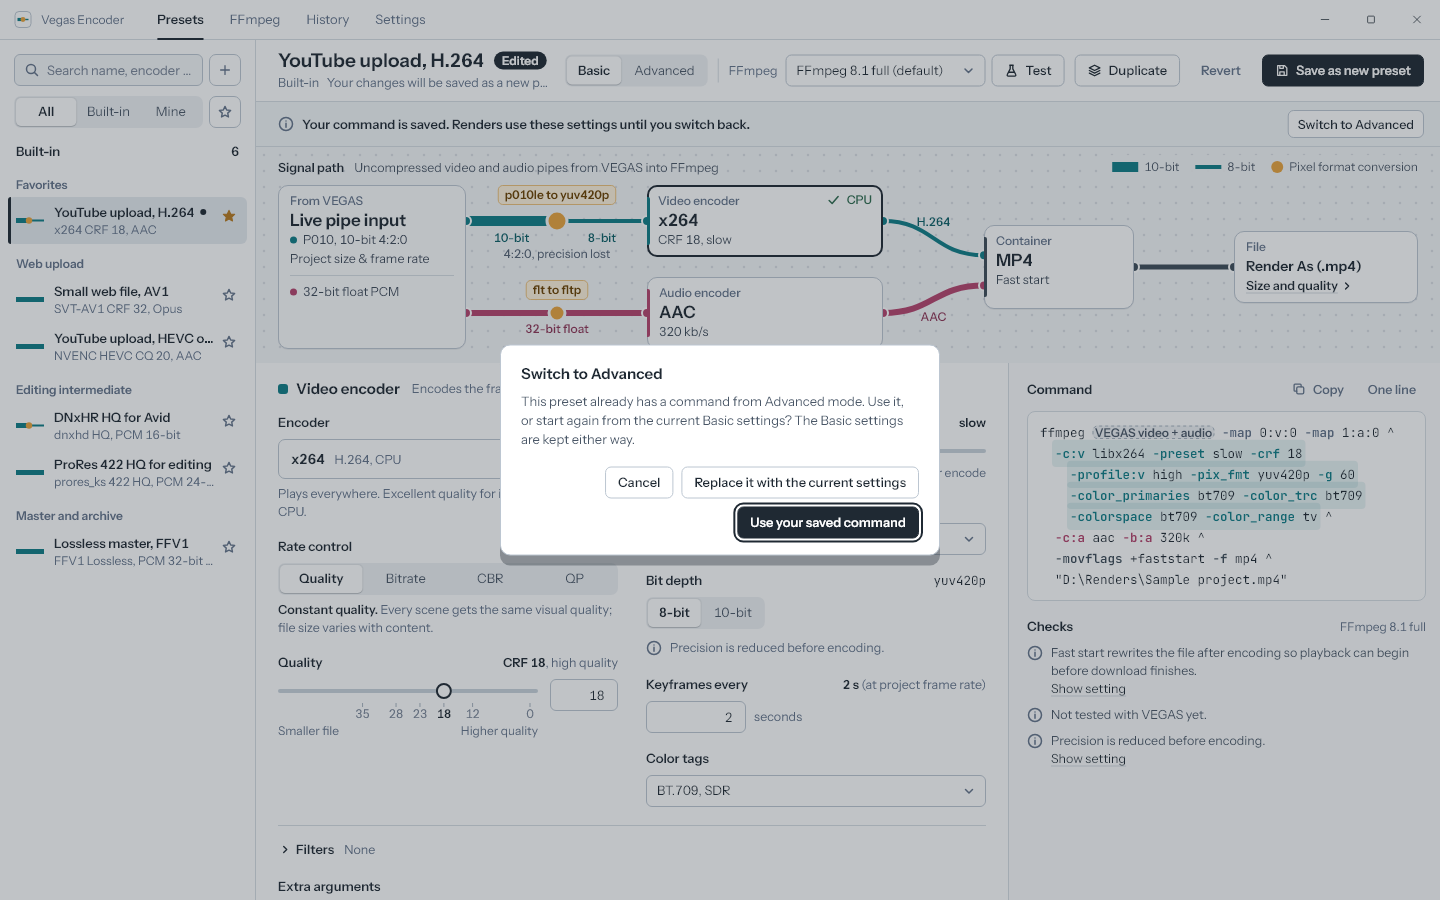 Vegas Encoder
Presets
FFmpeg
History
Settings
Search name, encoder ...
All
Built-in
Mine
Built-in
6
Favorites
YouTube upload, H.264
x264 CRF 18, AAC
Web upload
Small web file, AV1
SVT-AV1 CRF 32, Opus
YouTube upload, HEVC o...
NVENC HEVC CQ 20, AAC
Editing intermediate
DNxHR HQ for Avid
dnxhd HQ, PCM 16-bit
ProRes 422 HQ for editing
prores_ks 422 HQ, PCM 24-...
Master and archive
Lossless master, FFV1
FFV1 Lossless, PCM 32-bit ...
YouTube upload, H.264
Edited
Built-in
Your changes will be saved as a new p...
Basic
Advanced
FFmpeg
FFmpeg 8.1 full (default)
Test
Duplicate
Revert
Save as new preset
Your command is saved. Renders use these settings until you switch back.
Switch to Advanced
Signal path
Uncompressed video and audio pipes from VEGAS into FFmpeg
10-bit
8-bit
Pixel format conversion
From VEGAS
Live pipe input
P010, 10-bit 4:2:0
Project size & frame rate
32-bit float PCM
p010le to yuv420p
10-bit
8-bit
4:2:0, precision lost
flt to fltp
32-bit float
Video encoder
CPU
x264
CRF 18, slow
Audio encoder
AAC
320 kb/s
H.264
AAC
Container
MP4
Fast start
File
Render As (.mp4)
Size and quality
Video encoder
Encodes the fra
Encoder
x264
H.264, CPU
Plays everywhere. Excellent quality for i
CPU.
slow
r encode
Rate control
Quality
Bitrate
CBR
QP
Constant quality. Every scene gets the same visual quality;
file size varies with content.
Quality
CRF 18, high quality
18
35
28
23
18
12
0
Smaller file
Higher quality
Bit depth
yuv420p
8-bit
10-bit
Precision is reduced before encoding.
Keyframes every
2 s (at project frame rate)
2
seconds
Color tags
BT.709, SDR
Filters
None
Extra arguments
Switch to Advanced
This preset already has a command from Advanced mode. Use it,
or start again from the current Basic settings? The Basic settings
are kept either way.
Cancel
Replace it with the current settings
Use your saved command
Command
Copy
One line
ffmpeg VEGAS video + audio -map 0:v:0 -map 1:a:0 ^
-c:v libx264 -preset slow -crf 18
-profile:v high -pix_fmt yuv420p -g 60
-color_primaries bt709 -color_trc bt709
-colorspace bt709 -color_range tv ^
-c:a aac -b:a 320k ^
-movflags +faststart -f mp4 ^
"D:\Renders\Sample project.mp4"
Checks
FFmpeg 8.1 full
Fast start rewrites the file after encoding so playback can begin
before download finishes.
Show setting
Not tested with VEGAS yet.
Precision is reduced before encoding.
Show setting